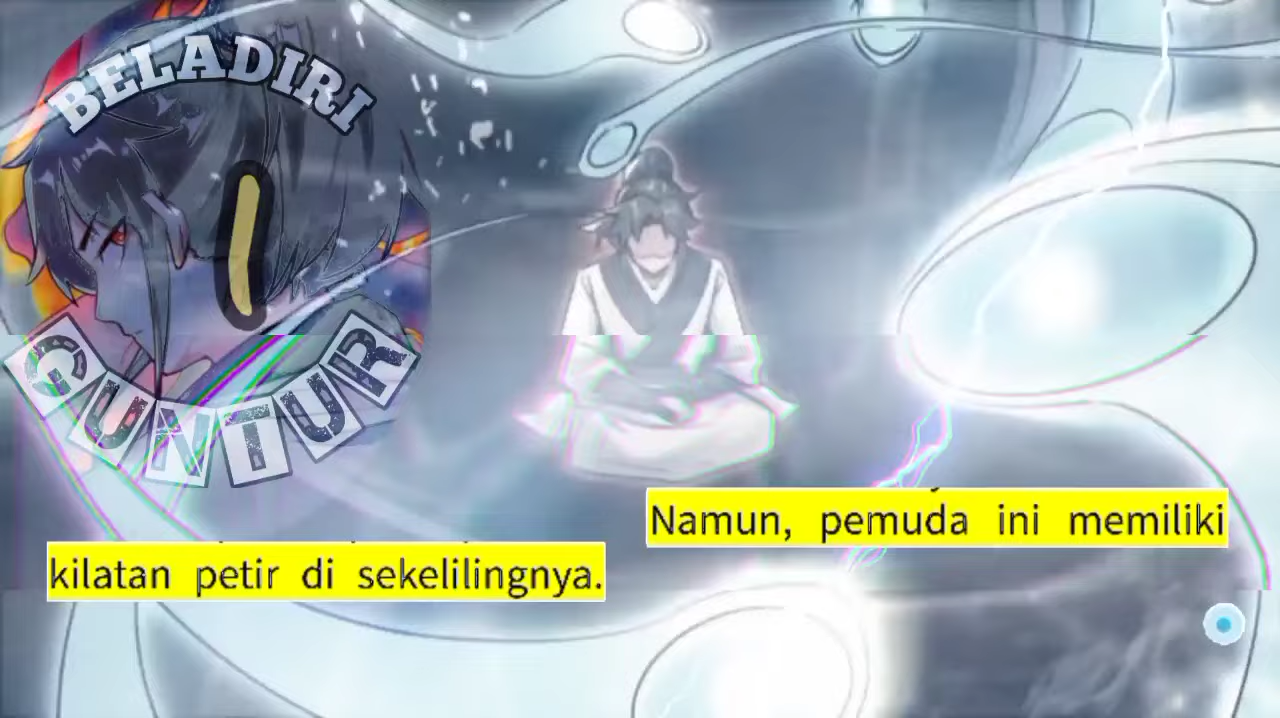 BELADIRI
GUNTUR
Namun, pemuda ini memiliki
kilatan petir di sekelilingnya.